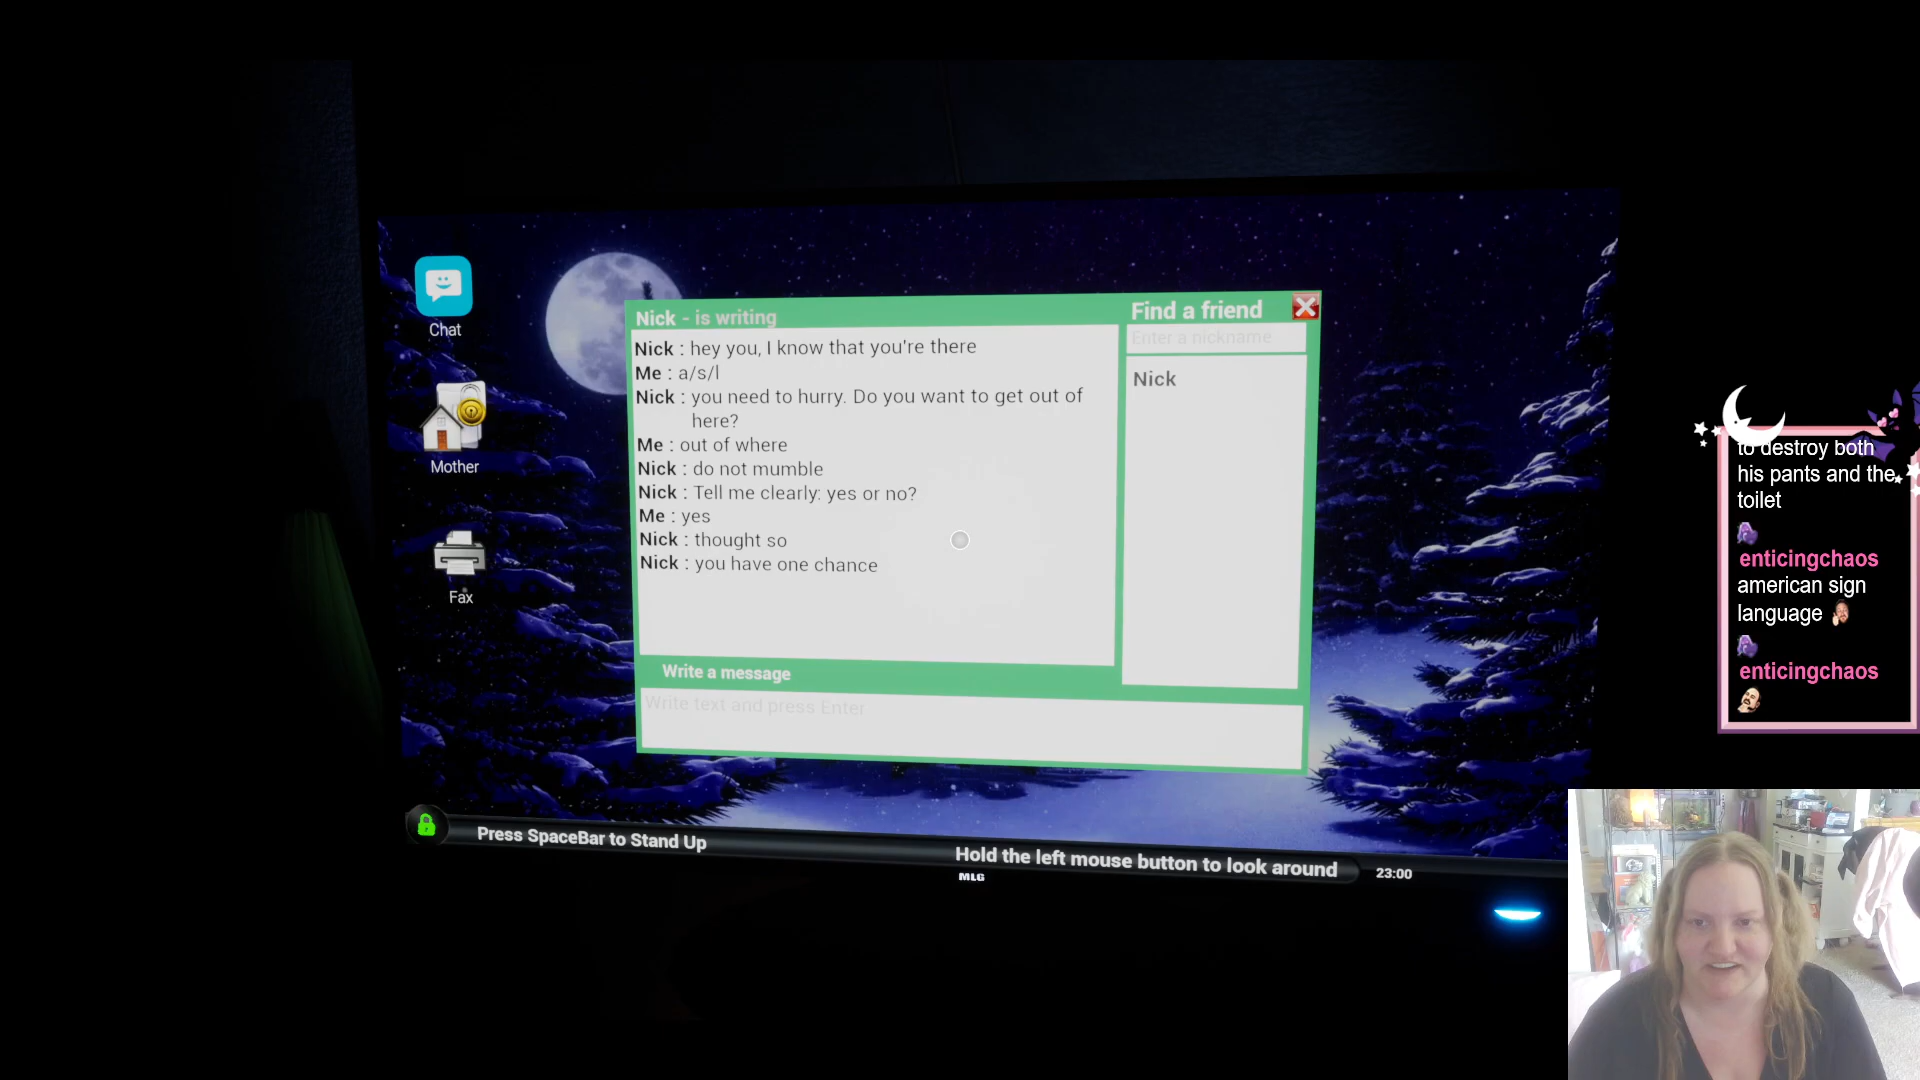 Chat
Mother
Fax
Nick - is writing
Nick : hey you, I know that you're there
Me : a/s/l
Nick : you need to hurry. Do you want to get out of
here?
Me : out of where
Nick : do not mumble
Nick : Tell me clearly: yes or no?
Me : yes
Nick : thought so
Nick : you have one chance
Write a message
Write text and press Enter
Find a friend
Enter a nickname
Nick
Press SpaceBar to Stand Up
Hold the left mouse button to look around
23:00
MLG
to destroy both
his pants and the
toilet
enticingchaos
american sign
language
enticingchaos